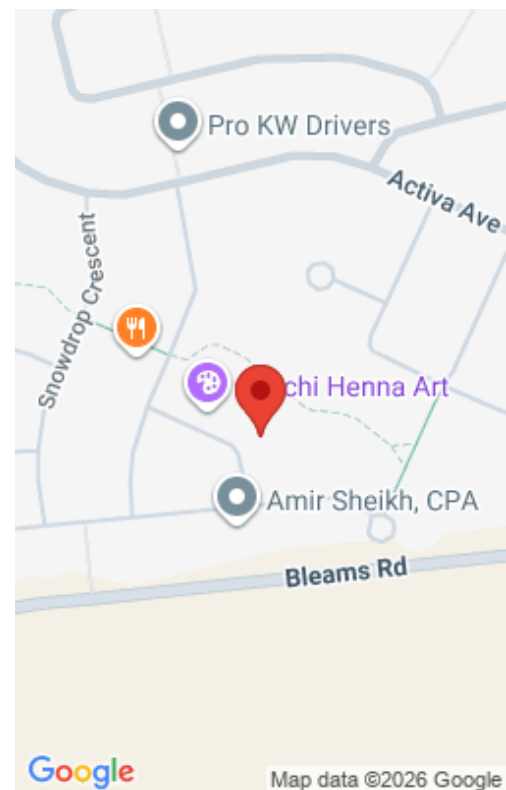 Pro KW Drivers
Activa Ave
Snowdrop Crescent
chi Henna Art
Amir Sheikh, CPA
Bleams Rd
Google
Map data ©2026 Google